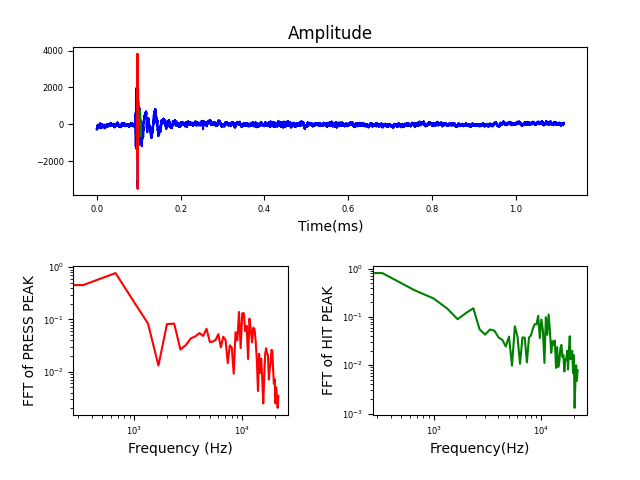 Amplitude
4000
2000
0
−2000
0.0 0.2 0.4 0.6 0.8 1.0
Time(ms)
FFT of PRESS PEAK
10⁰
10⁻¹
10⁻²
10³ 10⁴
Frequency (Hz)
FFT of HIT PEAK
10⁰
10⁻¹
10⁻²
10⁻³
10³ 10⁴
Frequency(Hz)